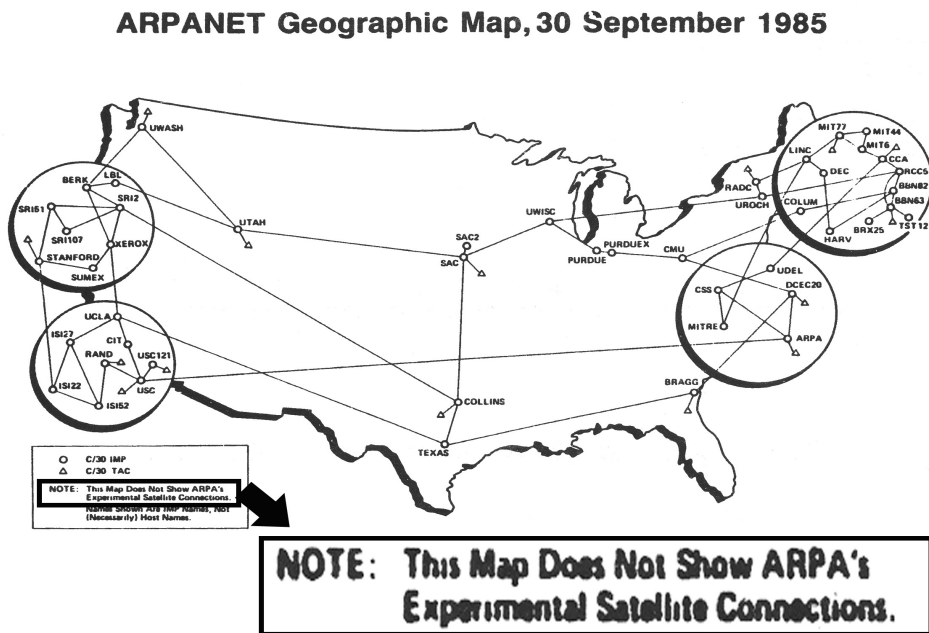 ARPANET Geographic Map, 30 September 1985
UWASH
BERK
LBL
SRI51
SRI2
SRI107
XEROX
STANFORD
SUMEX
UTAH
UCLA
ISI27
CIT
RAND
USC121
ISI22
USC
ISI52
SAC2
SAC
COLLINS
TEXAS
UWISC
PURDUEX
PURDUE
CMU
RADC
UROCH
BRAGG
MIT77
MIT44
MIT6
LINC
CCA
DEC
RCC5
BBN82
BBN63
COLUM
BRX25
TST12
HARV
UDEL
CSS
DCEC20
MITRE
ARPA
C/30 IMP
C/30 TAC
NOTE: This Map Does Not Show ARPA's
Experimental Satellite Connections.
Names Shown Are IMP Names, Not
(Necessarily) Host Names.
NOTE: This Map Does Not Show ARPA's
Experimental Satellite Connections.